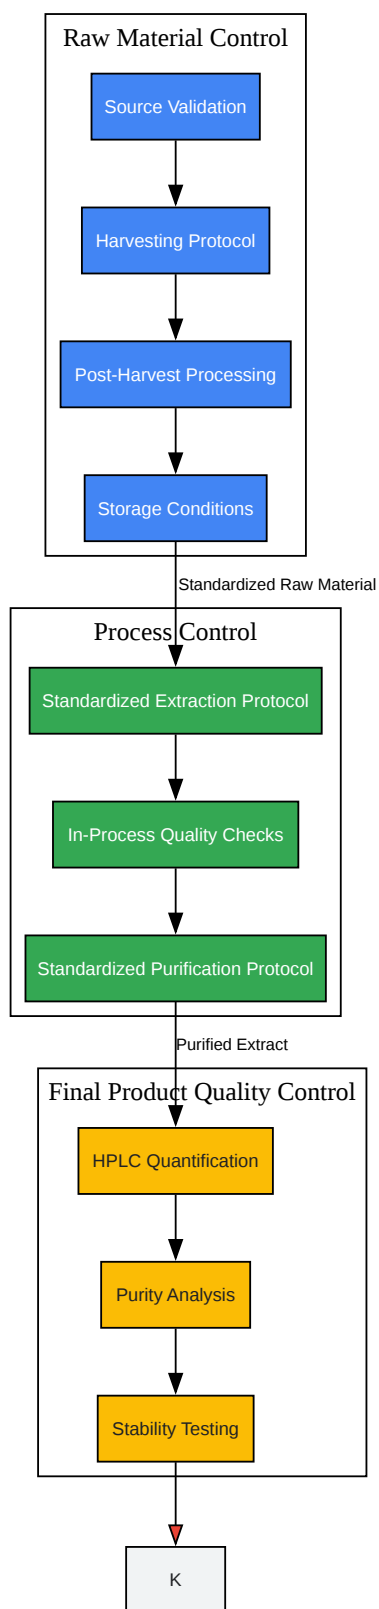 Raw Material Control
Source Validation
Harvesting Protocol
Post-Harvest Processing
Storage Conditions
Standardized Raw Material
Process Control
Standardized Extraction Protocol
In-Process Quality Checks
Standardized Purification Protocol
Purified Extract
Final Product Quality Control
HPLC Quantification
Purity Analysis
Stability Testing
K